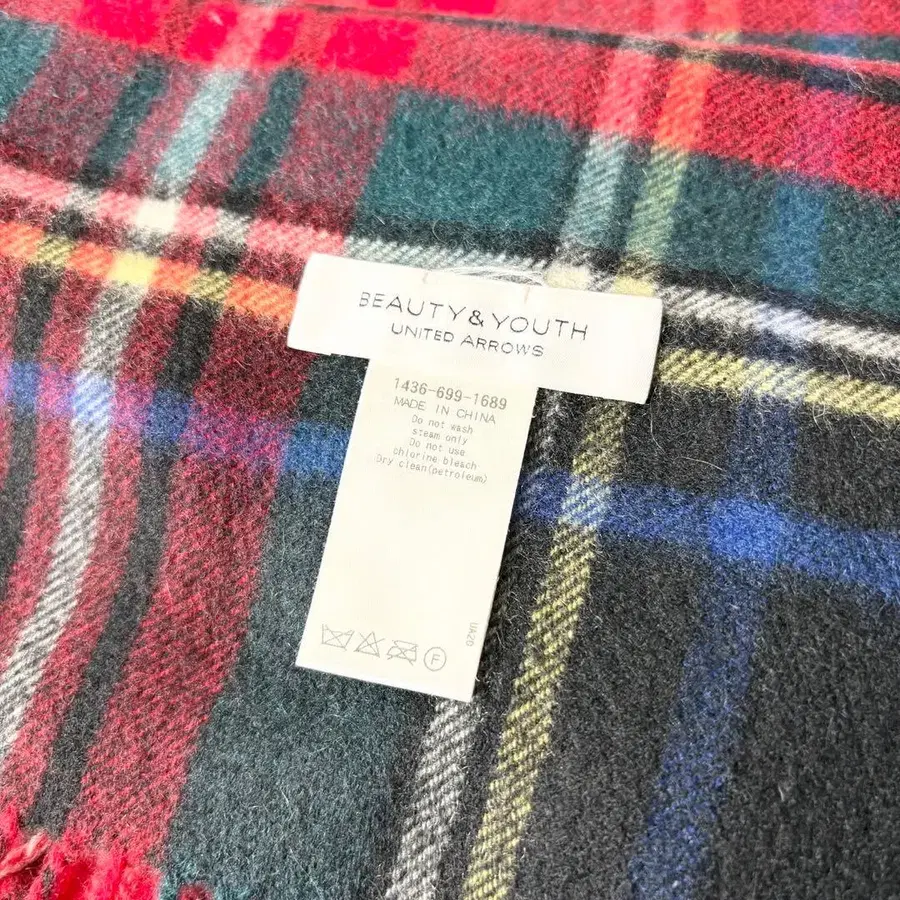 BEAUTY & YOUTH
UNITED ARROWS
1436-699-1689
MADE IN CHINA
Do not wash
steam only
Do not use
chlorine bleach
Dry clean(petroleum)
UA20
F